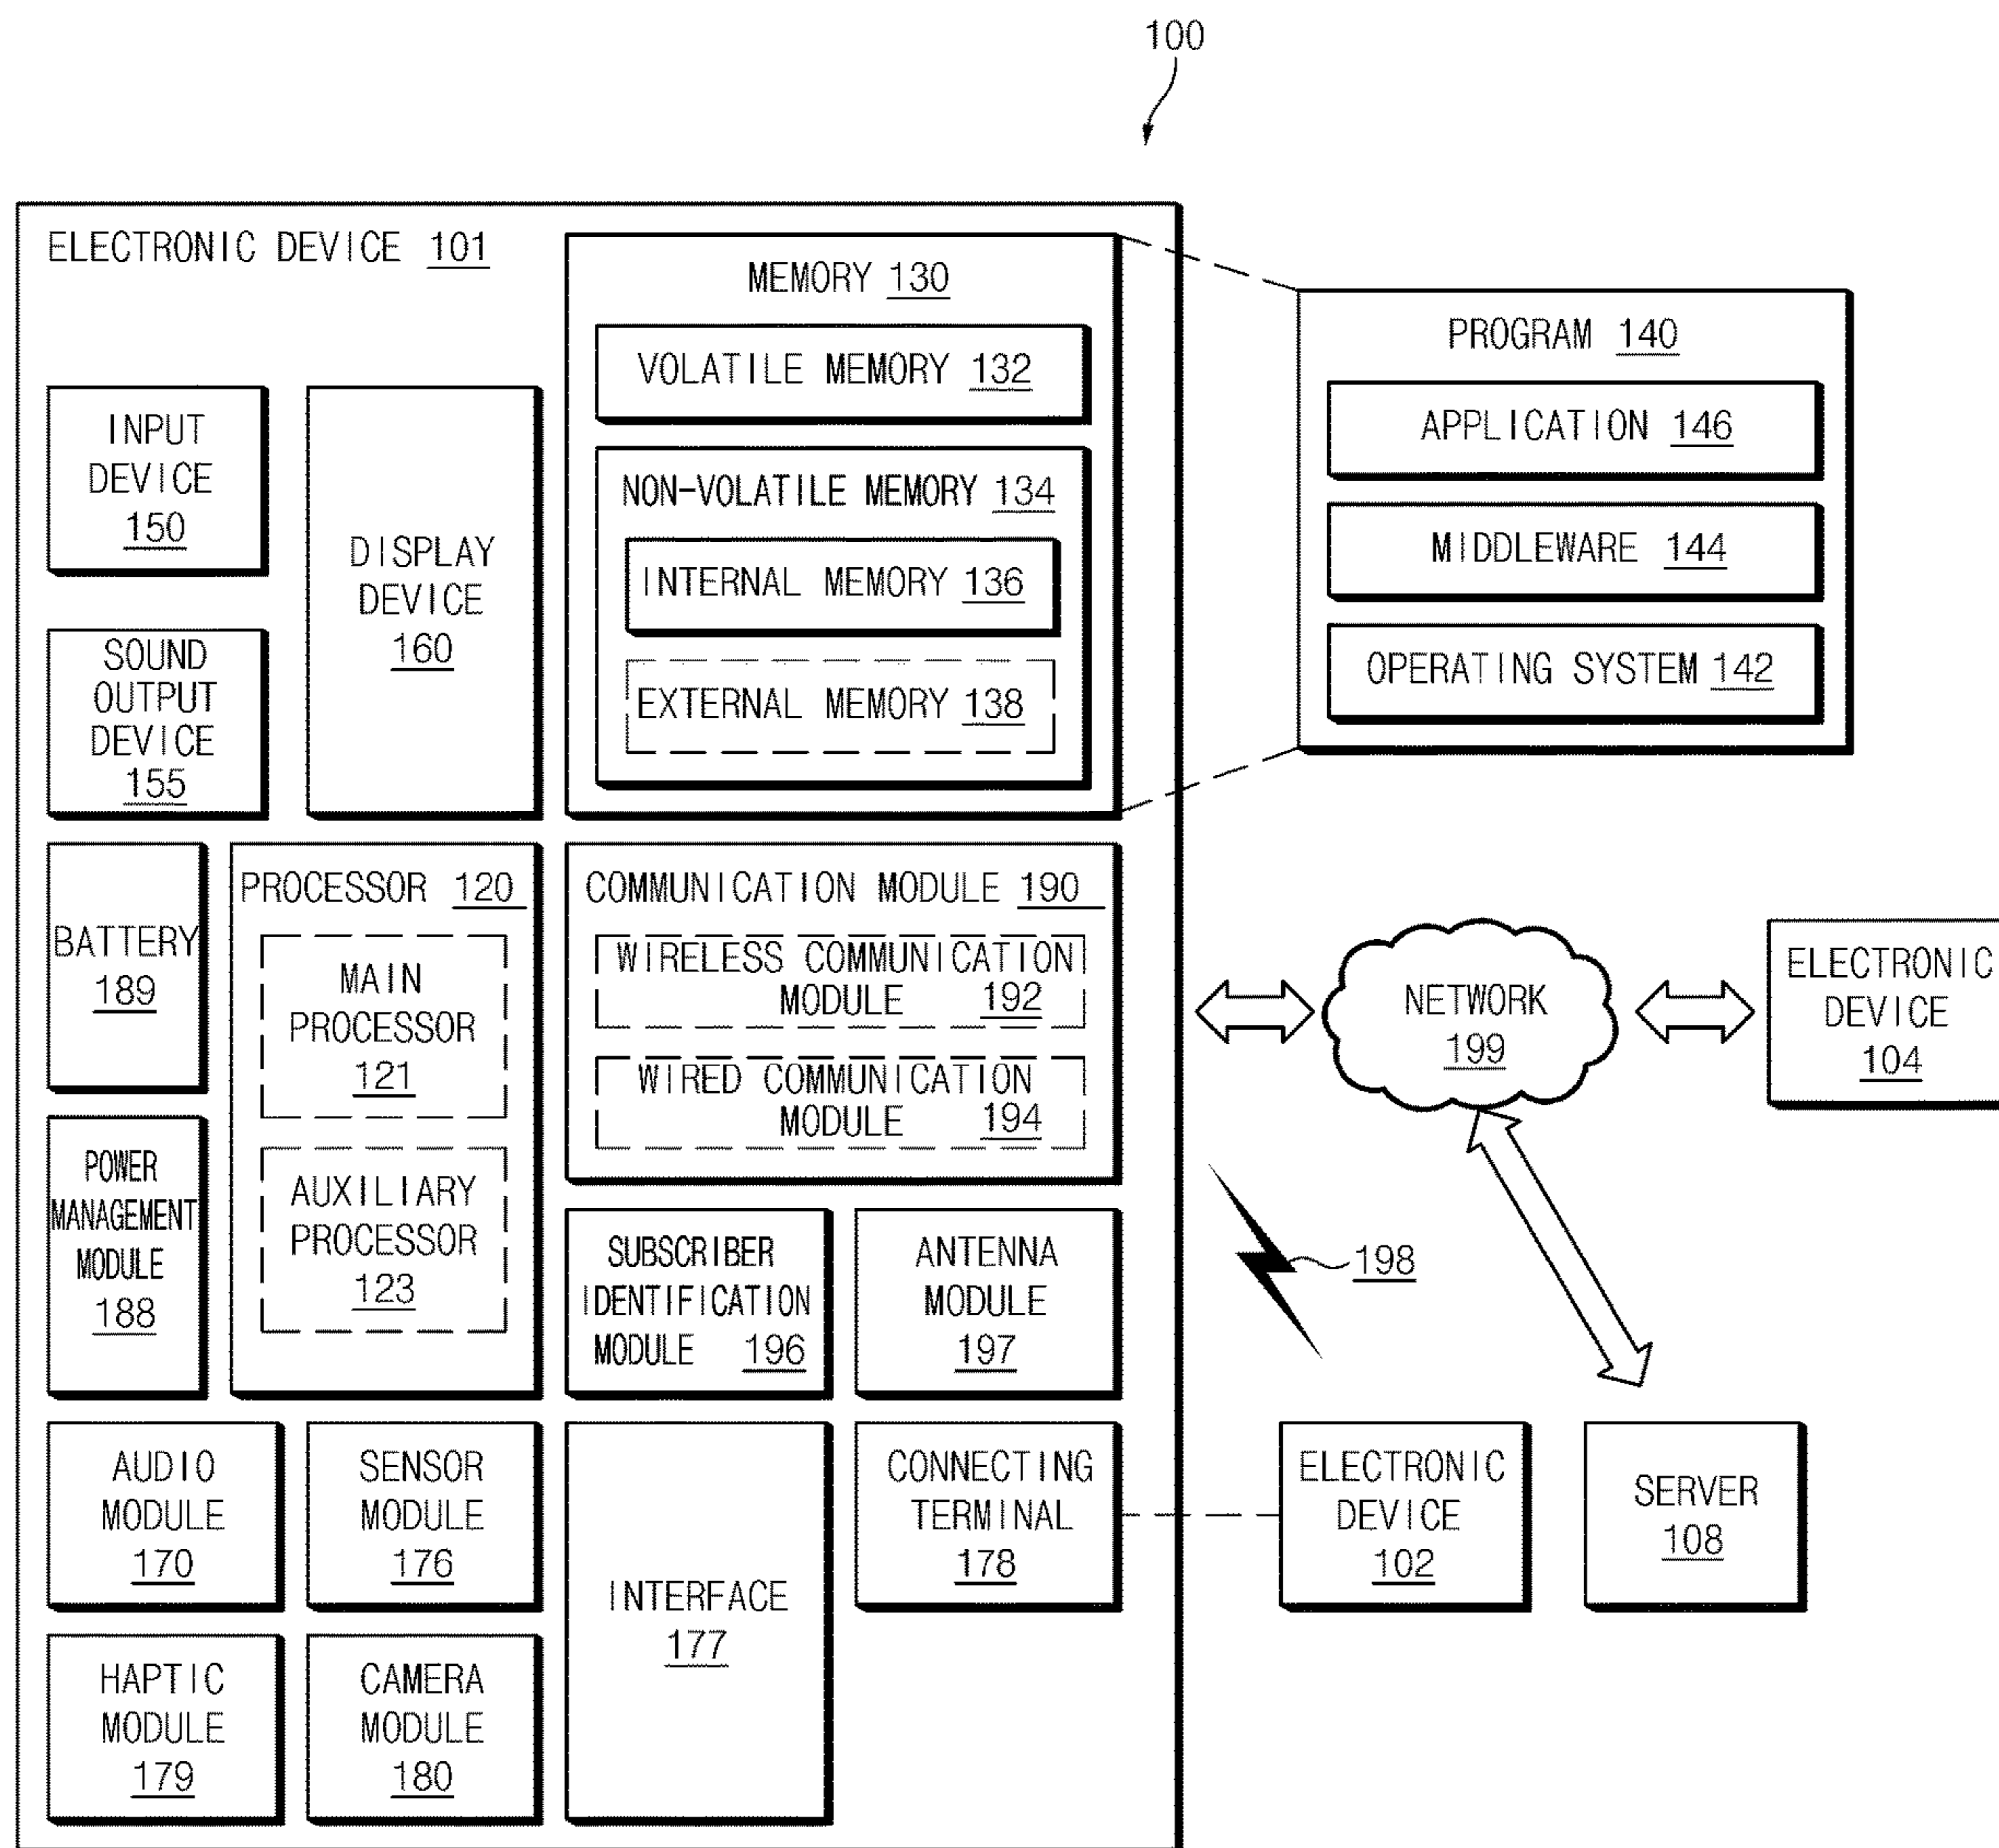 100
ELECTRONIC DEVICE 101
MEMORY 130
VOLATILE MEMORY 132
NON-VOLATILE MEMORY 134
INTERNAL MEMORY 136
EXTERNAL MEMORY 138
PROGRAM 140
APPLICATION 146
MIDDLEWARE 144
OPERATING SYSTEM 142
INPUT
DEVICE
150
DISPLAY
DEVICE
160
SOUND
OUTPUT
DEVICE
155
BATTERY
189
PROCESSOR 120
MAIN
PROCESSOR
121
AUXILIARY
PROCESSOR
123
POWER
MANAGEMENT
MODULE
188
COMMUNICATION MODULE 190
WIRELESS COMMUNICATION
MODULE 192
WIRED COMMUNICATION
MODULE 194
NETWORK
199
ELECTRONIC
DEVICE
104
SUBSCRIBER
IDENTIFICATION
MODULE 196
ANTENNA
MODULE
197
198
AUDIO
MODULE
170
SENSOR
MODULE
176
INTERFACE
177
CONNECTING
TERMINAL
178
ELECTRONIC
DEVICE
102
SERVER
108
HAPTIC
MODULE
179
CAMERA
MODULE
180